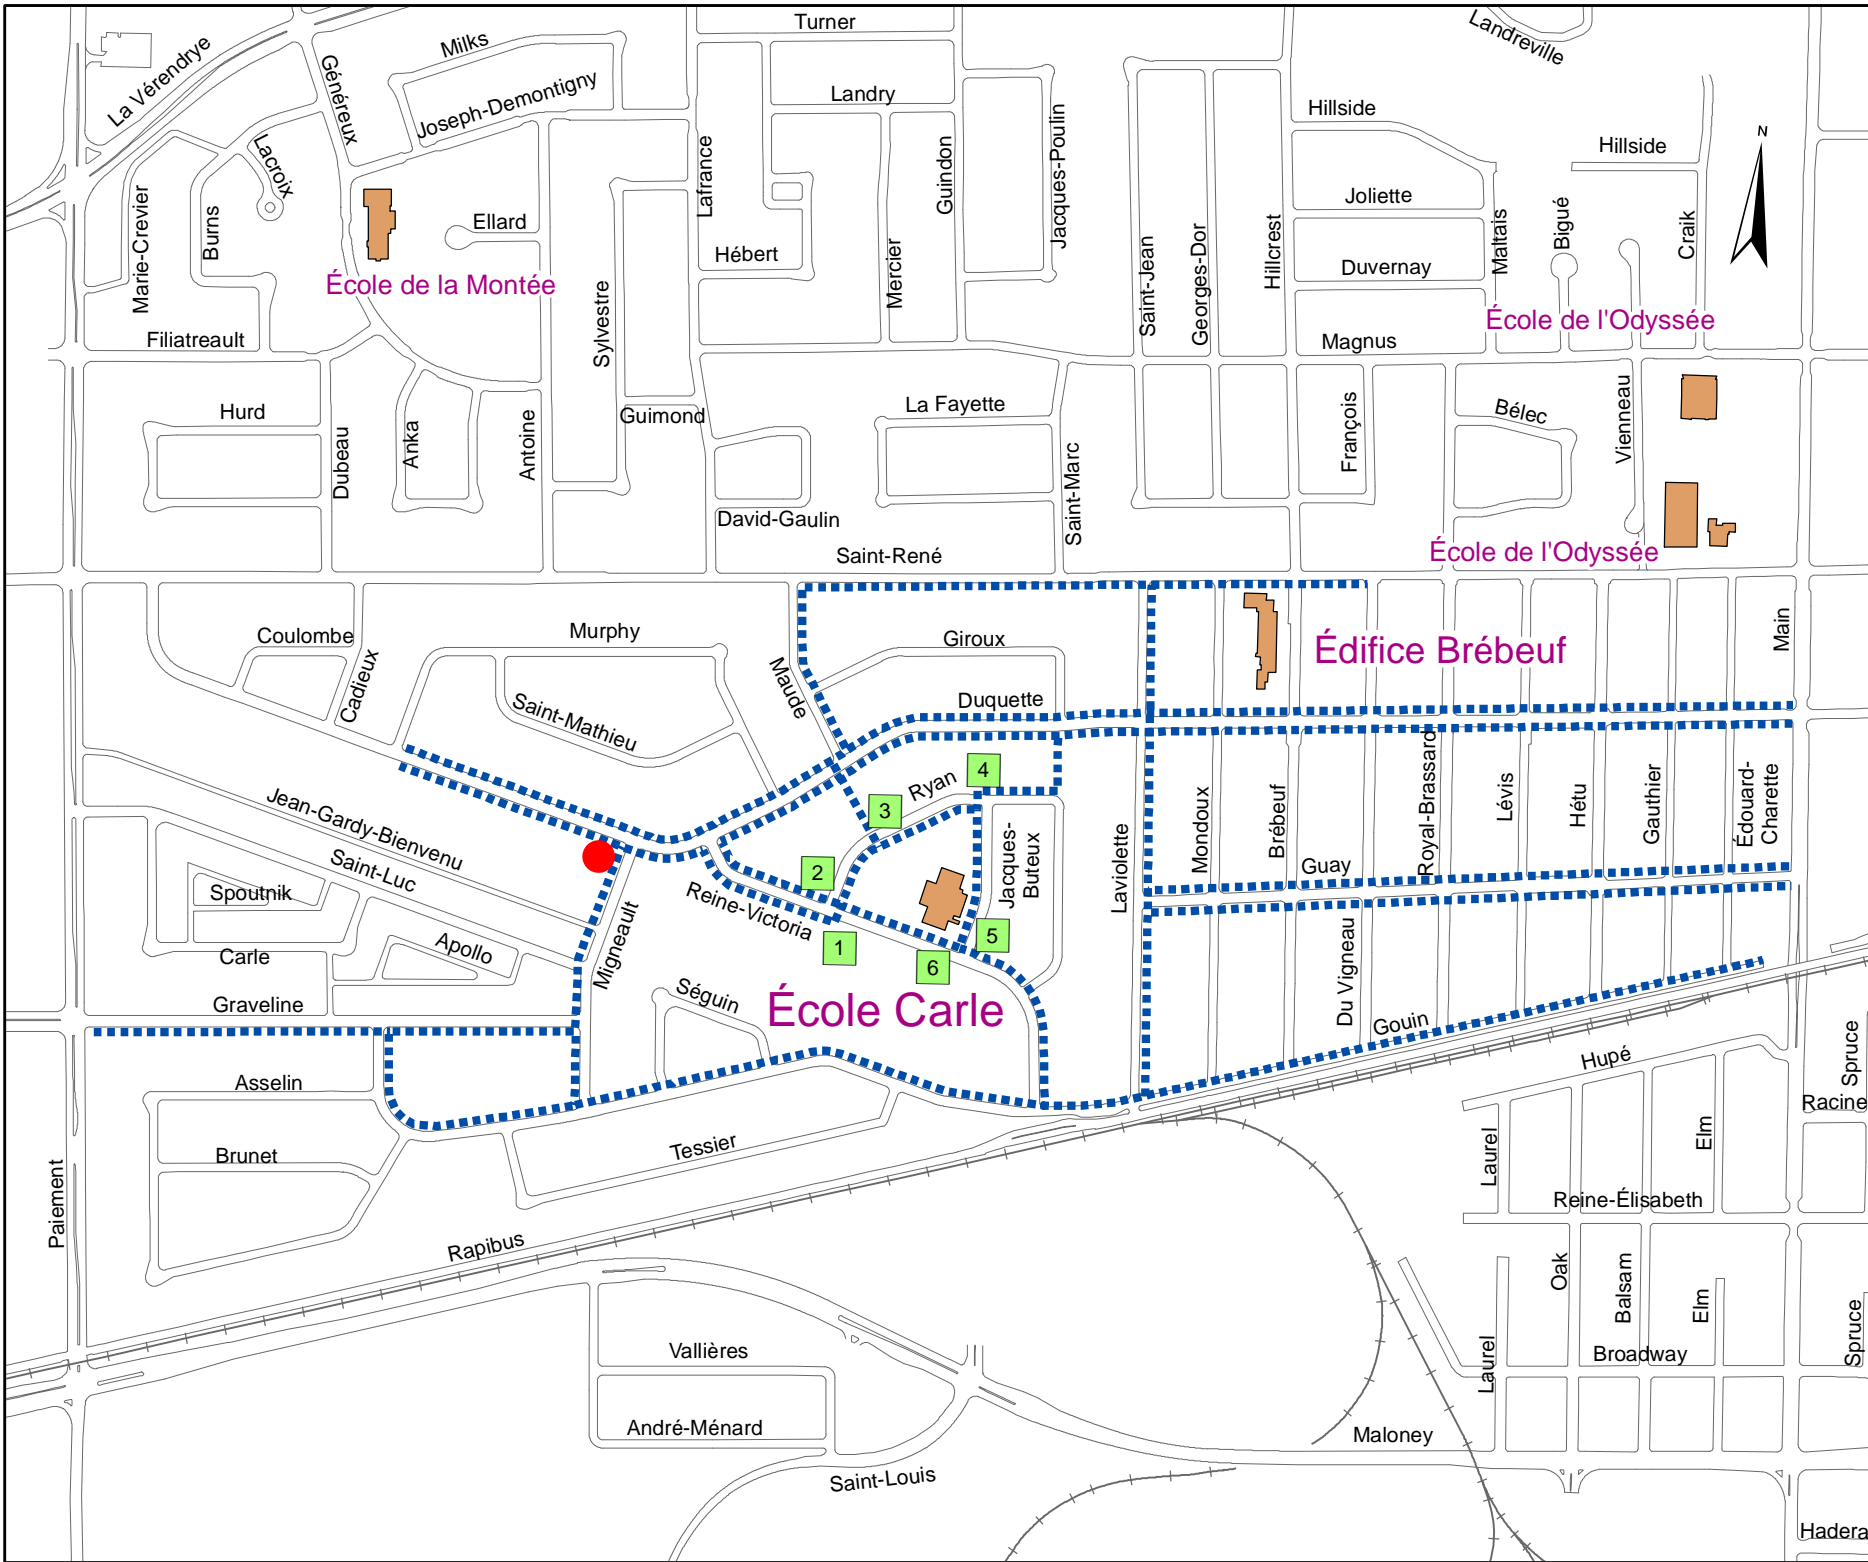 Turner
Landreville
Milks
La Vérendrye
Généreux
Joseph-Demontigny
Landry
Hillside
Hillside
Lacroix
Jacques-Poulin
N
Lafrance
Guindon
Joliette
Marie-Crevier
Burns
Ellard
Hébert
Mercier
Saint-Jean
Georges-Dor
Hillcrest
Duvernay
Maltais
Bigué
Craik
École de la Montée
École de l'Odyssée
Filiatreault
Sylvestre
Magnus
Hurd
Guimond
La Fayette
Bélec
Vienneau
Dubeau
Anka
Antoine
François
Saint-Marc
David-Gaulin
Saint-René
École de l'Odyssée
Coulombe
Murphy
Giroux
Édifice Brébeuf
Main
Cadieux
Saint-Mathieu
Maude
Duquette
4
Ryan
3
Jean-Gardy-Bienvenu
Saint-Luc
Spoutnik
2
Jacques-
Buteux
Laviolette
Mondoux
Brébeuf
Guay
Royal-Brassard
Lévis
Hétu
Gauthier
Édouard-
Charette
Reine-Victoria
Migneault
1
5
6
Carle
Apollo
Graveline
Séguin
École Carle
Du Vigneau
Gouin
Hupé
Spruce
Asselin
Racine
Brunet
Tessier
Laurel
Elm
Paiement
Rapibus
Reine-Élisabeth
Oak
Balsam
Elm
Spruce
Vallières
Laurel
Broadway
André-Ménard
Maloney
Saint-Louis
Hadera